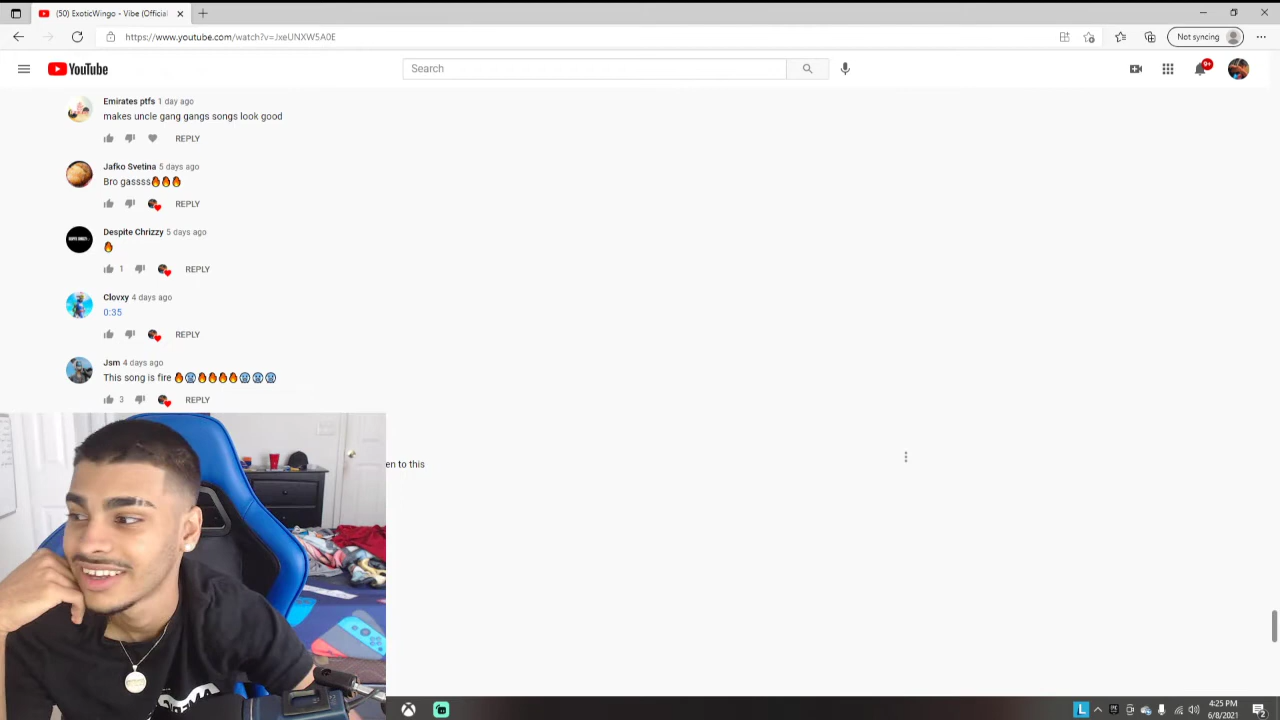 (50) ExoticWingo - Vibe (Official
https://www.youtube.com/watch?v=JxeUNXW5A0E
Not syncing
YouTube
Search
9+
Emirates ptfs 1 day ago
makes uncle gang gangs songs look good
REPLY
Jafko Svetina 5 days ago
Bro gassss🔥🔥🔥
REPLY
Despite Chrizzy 5 days ago
🔥
1 REPLY
Clovxy 4 days ago
0:35
REPLY
Jsm 4 days ago
This song is fire 🔥🥶🔥🔥🔥🔥🥶🥶🥶
3 REPLY
en to this
L
4:25 PM
6/8/2021
2